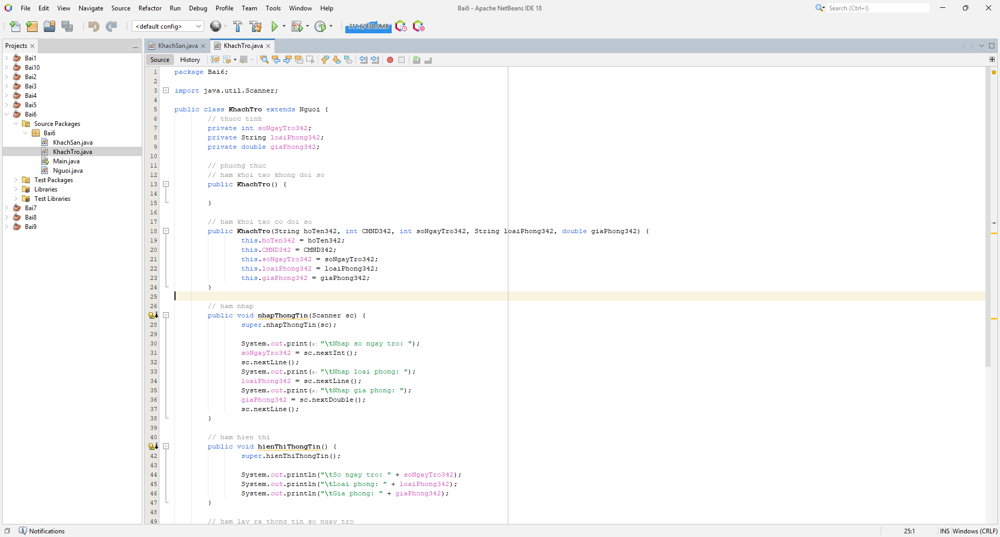 File Edit View Navigate Source Refactor Run Debug Profile Team Tools Window Help
Bai6 - Apache NetBeans IDE 18
Search (Ctrl+I)
<default config>
311.6/438.0MB
Projects
Bai1
Bai10
Bai2
Bai3
Bai4
Bai5
Bai6
Source Packages
Bai6
KhachSan.java
KhachTro.java
Main.java
Nguoi.java
Test Packages
Libraries
Test Libraries
Bai7
Bai8
Bai9
KhachSan.java KhachTro.java
Source History
1 package Bai6;
2
3 import java.util.Scanner;
4
5 public class KhachTro extends Nguoi {
6 // thuoc tinh
7 private int soNgayTro342;
8 private String loaiPhong342;
9 private double giaPhong342;
10
11 // phuong thuc
12 // ham khoi tao khong doi so
13 public KhachTro() {
14
15 }
16
17 // ham khoi tao co doi so
18 public KhachTro(String hoTen342, int CMND342, int soNgayTro342, String loaiPhong342, double giaPhong342) {
19 this.hoTen342 = hoTen342;
20 this.CMND342 = CMND342;
21 this.soNgayTro342 = soNgayTro342;
22 this.loaiPhong342 = loaiPhong342;
23 this.giaPhong342 = giaPhong342;
24 }
25
26 // ham nhap
public void nhapThongTin(Scanner sc) {
28 super.nhapThongTin(sc);
29
30 System.out.print(s: "\tNhap so ngay tro: ");
31 soNgayTro342 = sc.nextInt();
32 sc.nextLine();
33 System.out.print(s: "\tNhap loai phong: ");
34 loaiPhong342 = sc.nextLine();
35 System.out.print(s: "\tNhap gia phong: ");
36 giaPhong342 = sc.nextDouble();
37 sc.nextLine();
38 }
39
40 // ham hien thi
public void hienThiThongTin() {
42 super.hienThiThongTin();
43
44 System.out.println("\tSo ngay tro: " + soNgayTro342);
45 System.out.println("\tLoai phong: " + loaiPhong342);
46 System.out.println("\tGia phong: " + giaPhong342);
47 }
48
49 // ham lay ra thong tin so ngay tro
Notifications
25:1 INS Windows (CRLF)